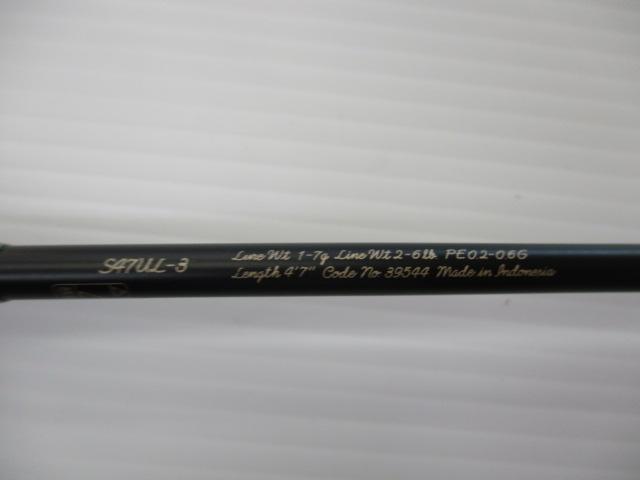 S47UL-3
Lure Wt 1-7g Line Wt 2-6lb PE0.2-0.6G
Length 4'7" Code No 39544 Made in Indonesia